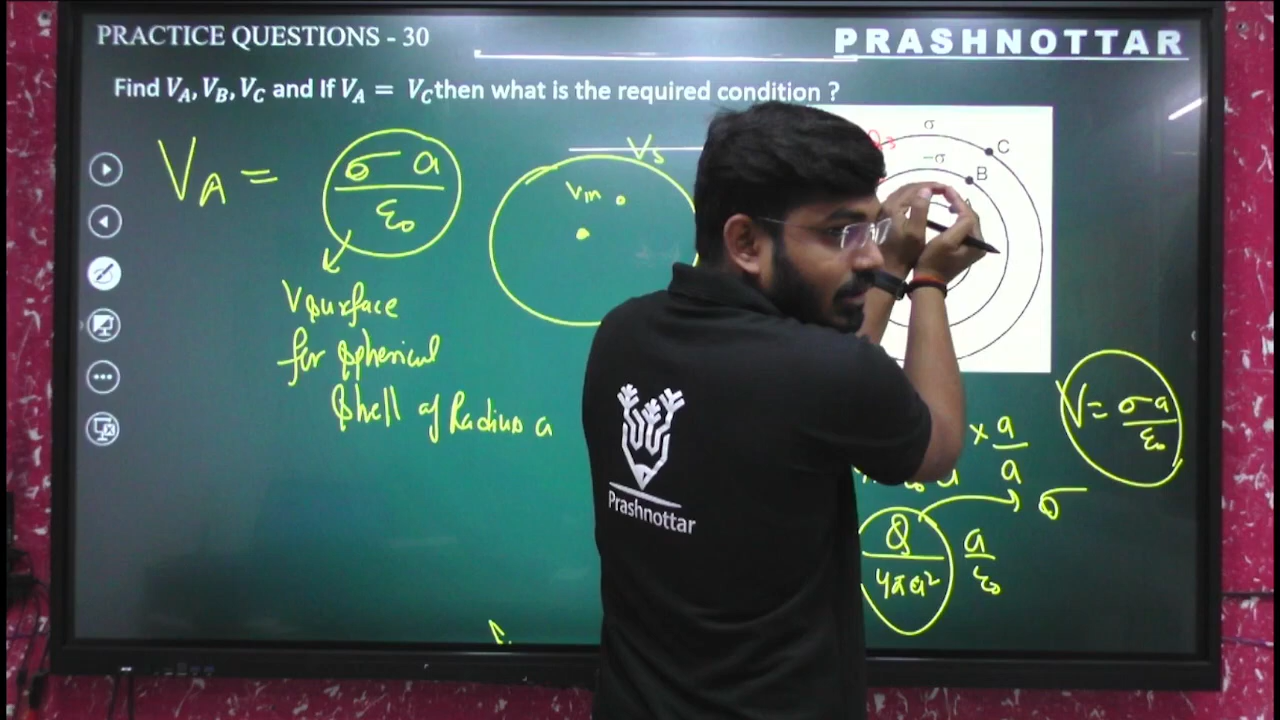 PRACTICE QUESTIONS - 30
PRASHNOTTAR
Find V_A, V_B, V_C and If V_A = V_C then what is the required condition ?
V_A = σ a / ε₀
V surface
for spherical
shell of Radius a
V_s
V_in
σ
C
-σ
B
× a / a
V = σ a / ε₀
σ
Q / 4πa²
a / ε₀
Prashnottar